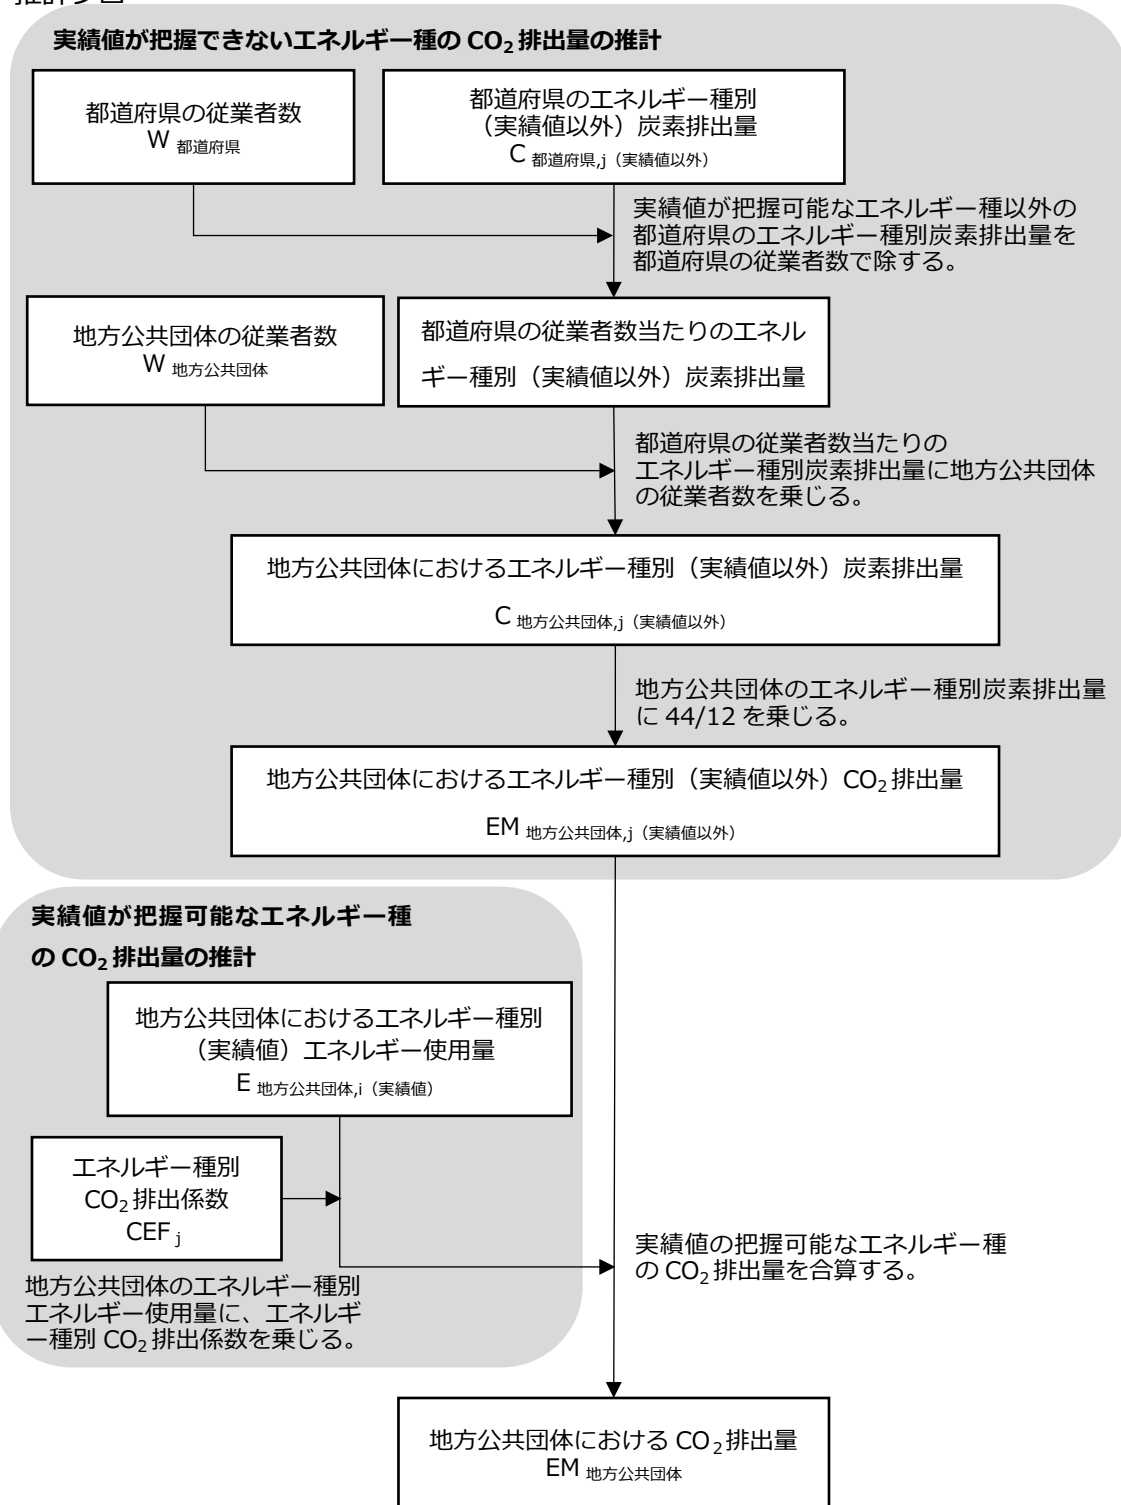 実績値が把握できないエネルギー種の CO₂ 排出量の推計
都道府県の従業者数
W 都道府県
都道府県のエネルギー種別
（実績値以外）炭素排出量
C 都道府県,j（実績値以外）
実績値が把握可能なエネルギー種以外の
都道府県のエネルギー種別炭素排出量を
都道府県の従業者数で除する。
地方公共団体の従業者数
W 地方公共団体
都道府県の従業者数当たりのエネル
ギー種別（実績値以外）炭素排出量
都道府県の従業者数当たりの
エネルギー種別炭素排出量に地方公共団体
の従業者数を乗じる。
地方公共団体におけるエネルギー種別（実績値以外）炭素排出量
C 地方公共団体,j（実績値以外）
地方公共団体のエネルギー種別炭素排出量
に 44/12 を乗じる。
地方公共団体におけるエネルギー種別（実績値以外）CO₂ 排出量
EM 地方公共団体,j（実績値以外）
実績値が把握可能なエネルギー種
の CO₂ 排出量の推計
地方公共団体におけるエネルギー種別
（実績値）エネルギー使用量
E 地方公共団体,i（実績値）
エネルギー種別
CO₂ 排出係数
CEF j
地方公共団体のエネルギー種別
エネルギー使用量に、エネルギ
ー種別 CO₂ 排出係数を乗じる。
実績値の把握可能なエネルギー種
の CO₂ 排出量を合算する。
地方公共団体における CO₂ 排出量
EM 地方公共団体